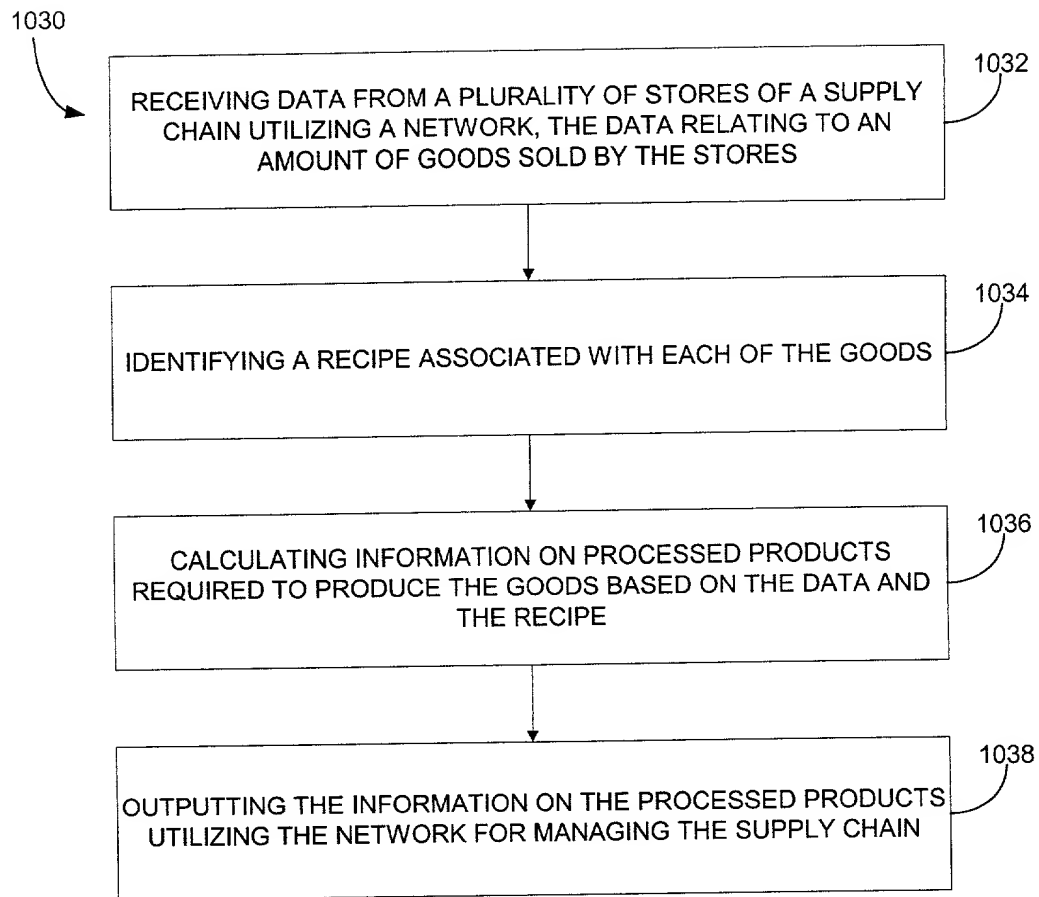 1030
1032
RECEIVING DATA FROM A PLURALITY OF STORES OF A SUPPLY
CHAIN UTILIZING A NETWORK, THE DATA RELATING TO AN
AMOUNT OF GOODS SOLD BY THE STORES
1034
IDENTIFYING A RECIPE ASSOCIATED WITH EACH OF THE GOODS
1036
CALCULATING INFORMATION ON PROCESSED PRODUCTS
REQUIRED TO PRODUCE THE GOODS BASED ON THE DATA AND
THE RECIPE
1038
OUTPUTTING THE INFORMATION ON THE PROCESSED PRODUCTS
UTILIZING THE NETWORK FOR MANAGING THE SUPPLY CHAIN